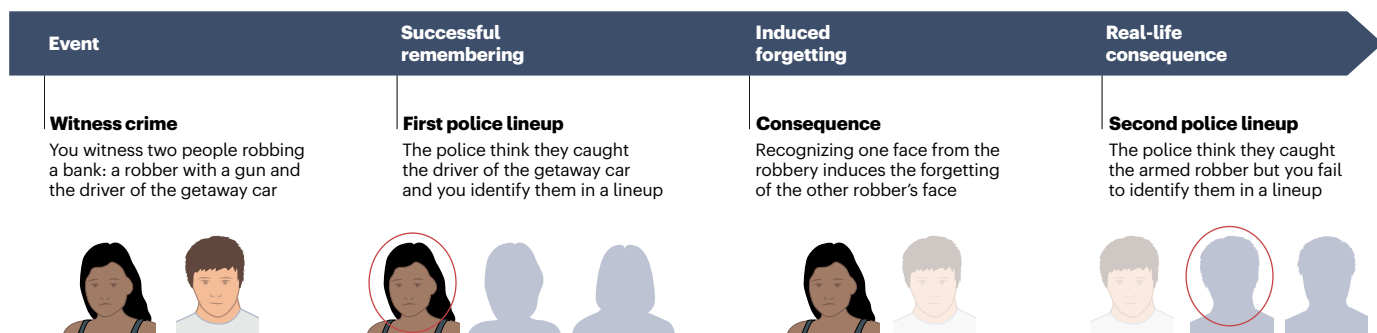 Event
Successful
remembering
Induced
forgetting
Real-life
consequence
Witness crime
You witness two people robbing
a bank: a robber with a gun and
the driver of the getaway car
First police lineup
The police think they caught
the driver of the getaway car
and you identify them in a lineup
Consequence
Recognizing one face from the
robbery induces the forgetting
of the other robber's face
Second police lineup
The police think they caught
the armed robber but you fail
to identify them in a lineup